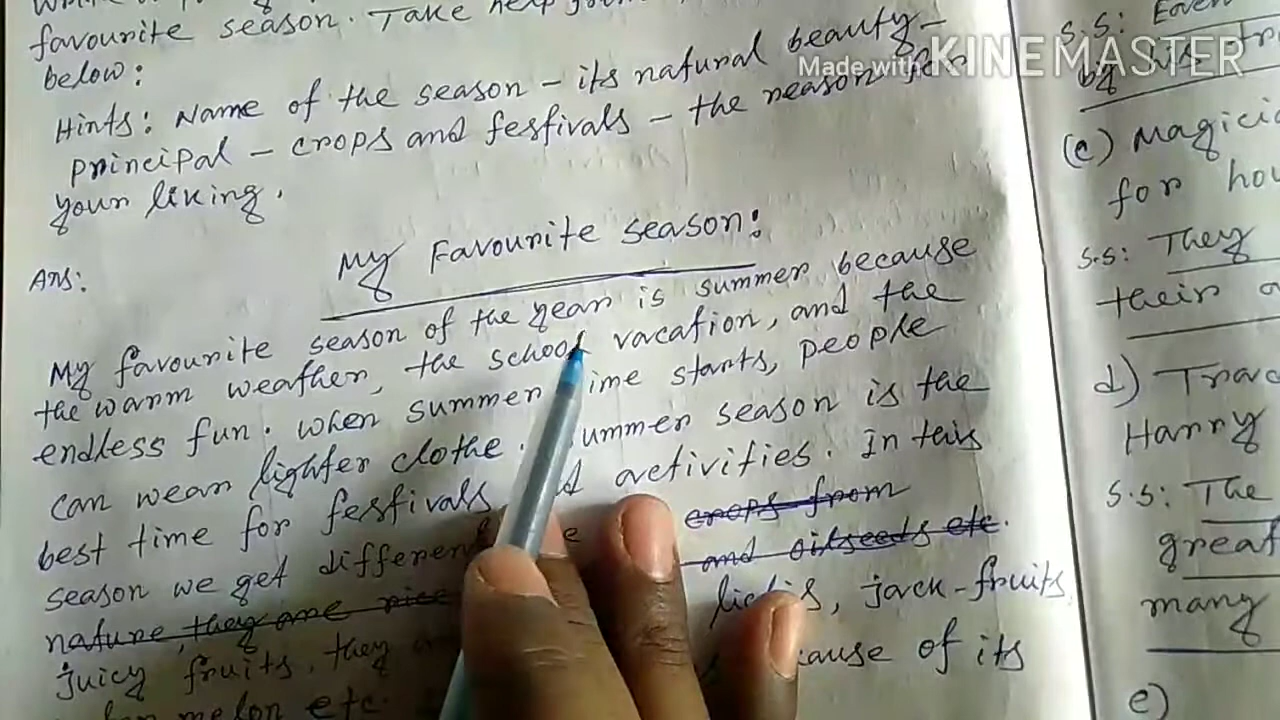 favourite season. Take help
below:
Hints: Name of the season – its natural beauty –
principal – crops and festivals – the reason for
your liking.
Ans:
My Favourite season:
My favourite season of the year is summer because
the warm weather, the school vacation, and the
endless fun. When summer time starts, people
can wear lighter clothe. summer season is the
best time for festivals and activities. In this
season we get different crops from
nature, they are rice and oilseeds etc.
juicy fruits, they lichis, jack-fruits,
melon etc. because of its
Made with KINEMASTER
s.s:
by his
(c)
for
s.s: They
their
d)
Harry
s.s: The
great
many
e)